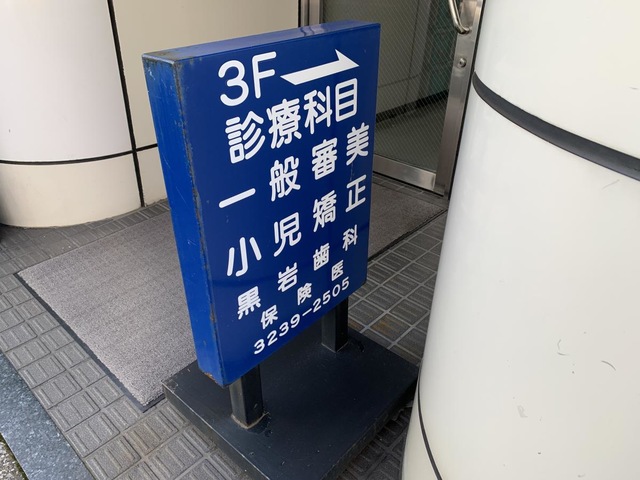 3F →
診療科目
一般 審美
小児 矯正
黒岩歯科
保険医
3239-2505